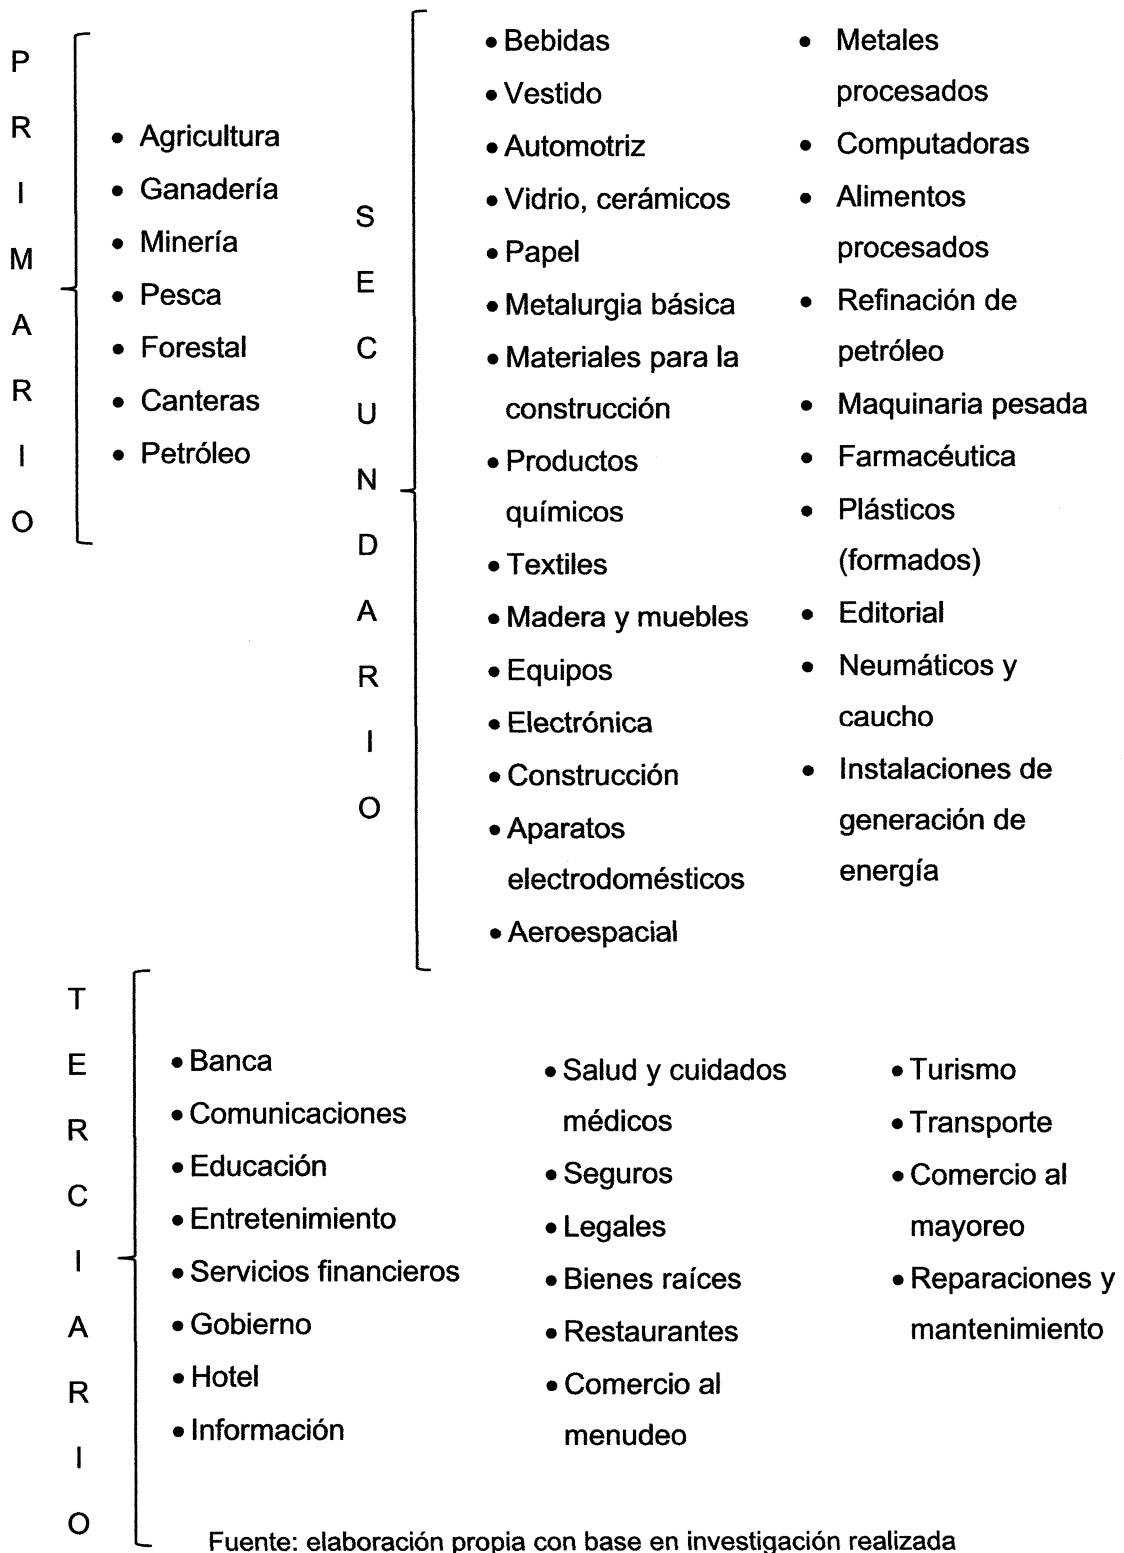 PRIMARIO
• Agricultura
• Ganadería
• Minería
• Pesca
• Forestal
• Canteras
• Petróleo
SECUNDARIO
• Bebidas
• Vestido
• Automotriz
• Vidrio, cerámicos
• Papel
• Metalurgia básica
• Materiales para la
construcción
• Productos
químicos
• Textiles
• Madera y muebles
• Equipos
• Electrónica
• Construcción
• Aparatos
electrodomésticos
• Aeroespacial
• Metales
procesados
• Computadoras
• Alimentos
procesados
• Refinación de
petróleo
• Maquinaria pesada
• Farmacéutica
• Plásticos
(formados)
• Editorial
• Neumáticos y
caucho
• Instalaciones de
generación de
energía
TERCIARIO
• Banca
• Comunicaciones
• Educación
• Entretenimiento
• Servicios financieros
• Gobierno
• Hotel
• Información
• Salud y cuidados
médicos
• Seguros
• Legales
• Bienes raíces
• Restaurantes
• Comercio al
menudeo
• Turismo
• Transporte
• Comercio al
mayoreo
• Reparaciones y
mantenimiento
Fuente: elaboración propia con base en investigación realizada